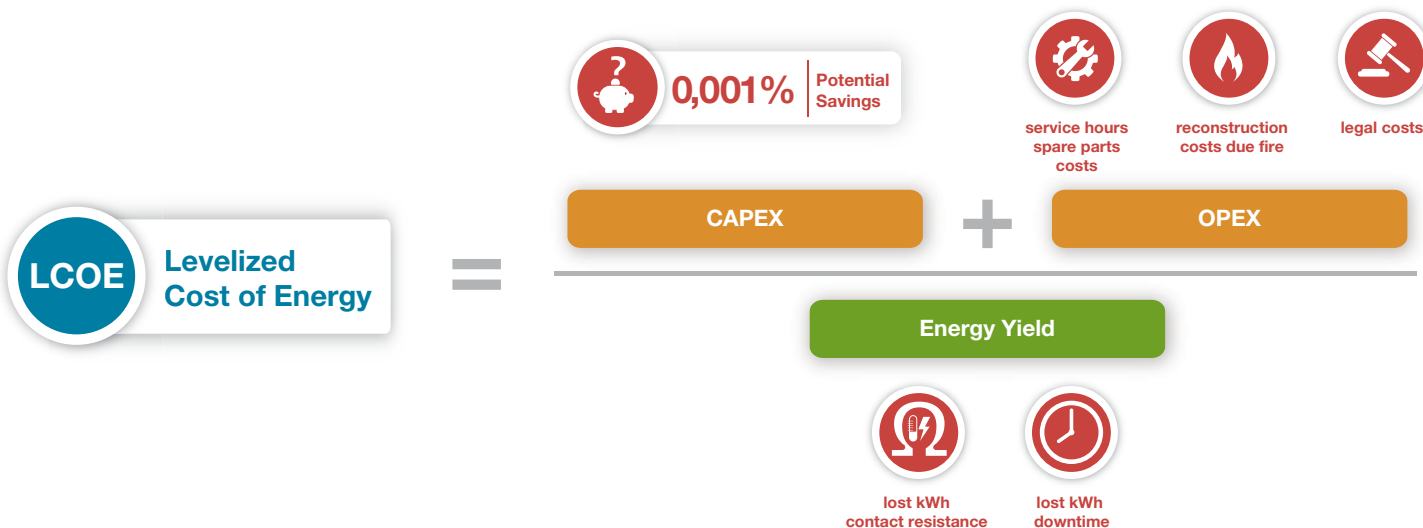 ?
0,001%
Potential
Savings
service hours
spare parts
costs
reconstruction
costs due fire
legal costs
CAPEX
+
OPEX
LCOE
Levelized
Cost of Energy
=
Energy Yield
Ω
lost kWh
contact resistance
lost kWh
downtime